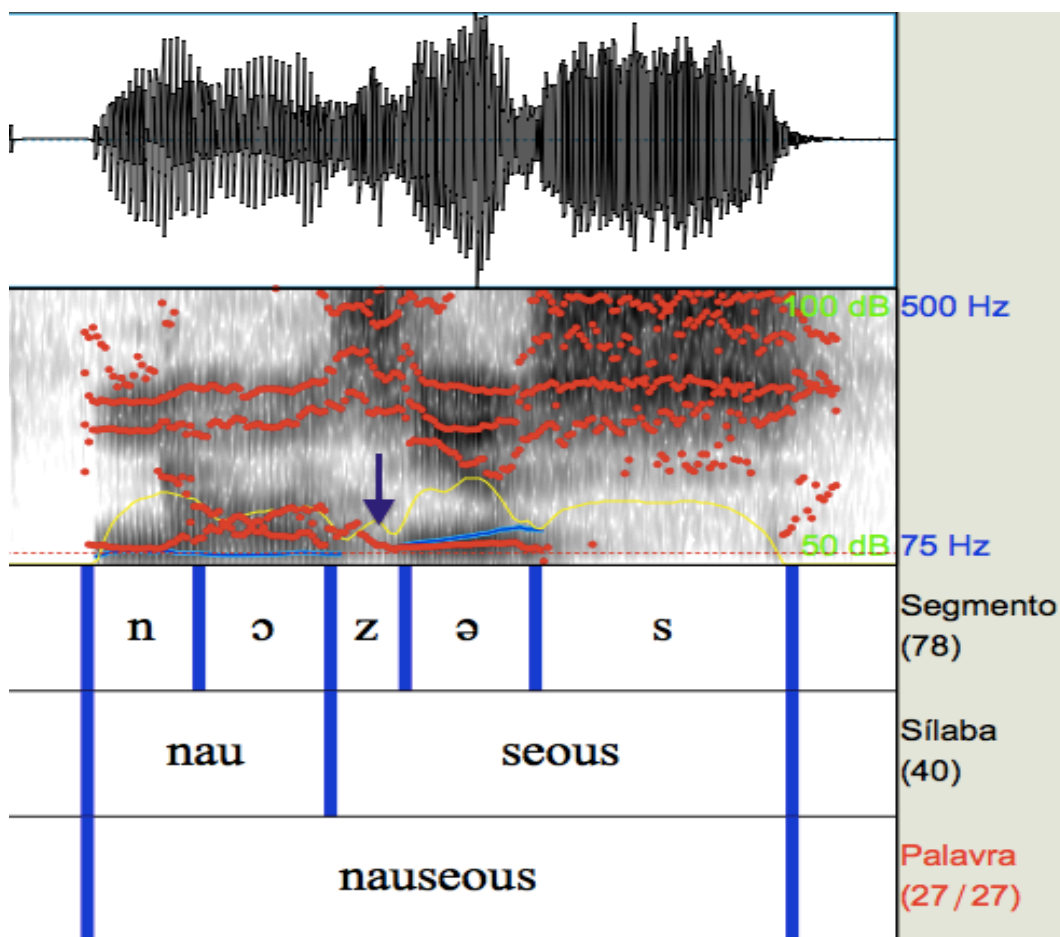 100 dB 500 Hz
50 dB 75 Hz
n ɔ z ə s
Segmento
(78)
nau seous
Sílaba
(40)
nauseous
Palavra
(27/27)